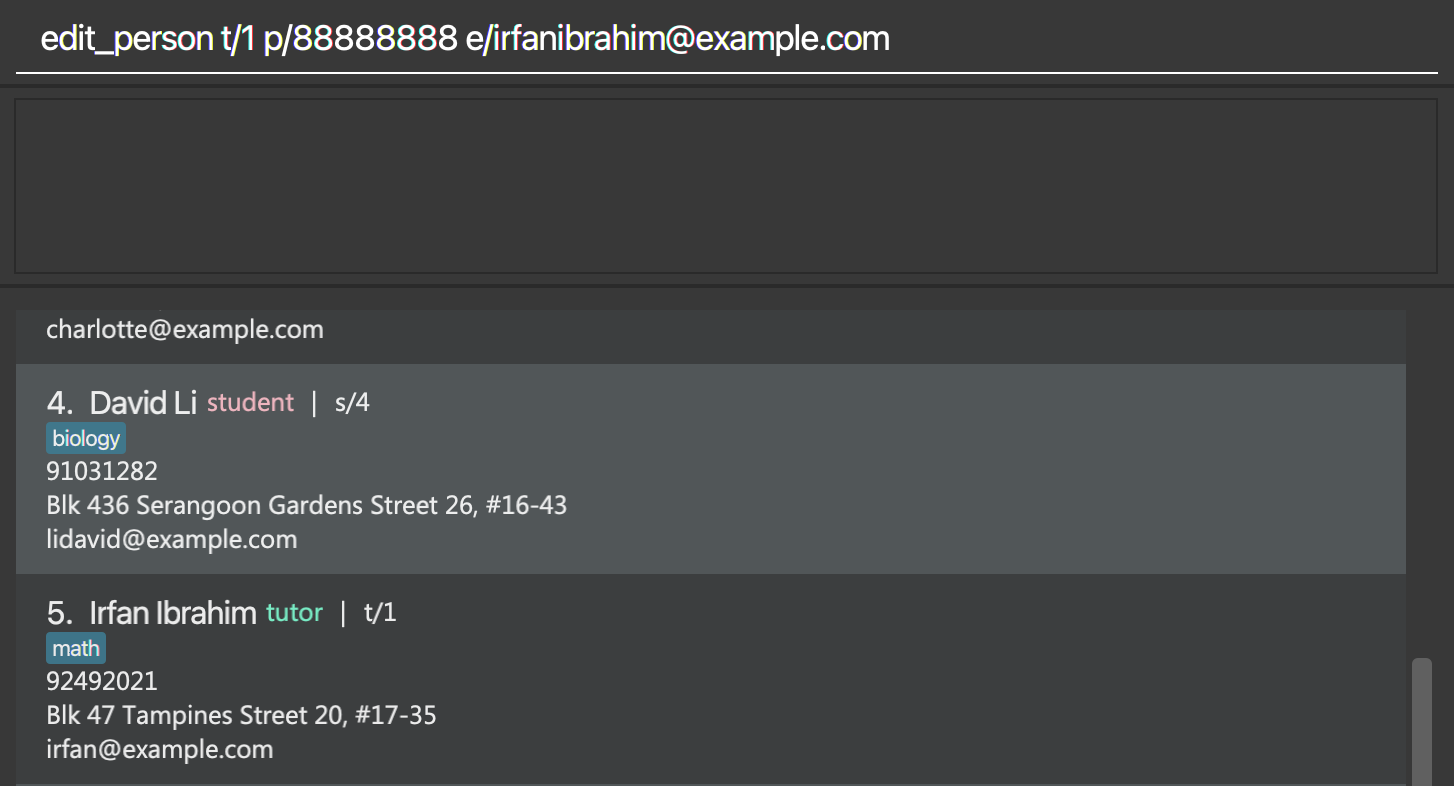 edit_person t/1 p/88888888 e/irfanibrahim@example.com
charlotte@example.com
4. David Li student | s/4
biology
91031282
Blk 436 Serangoon Gardens Street 26, #16-43
lidavid@example.com
5. Irfan Ibrahim tutor | t/1
math
92492021
Blk 47 Tampines Street 20, #17-35
irfan@example.com